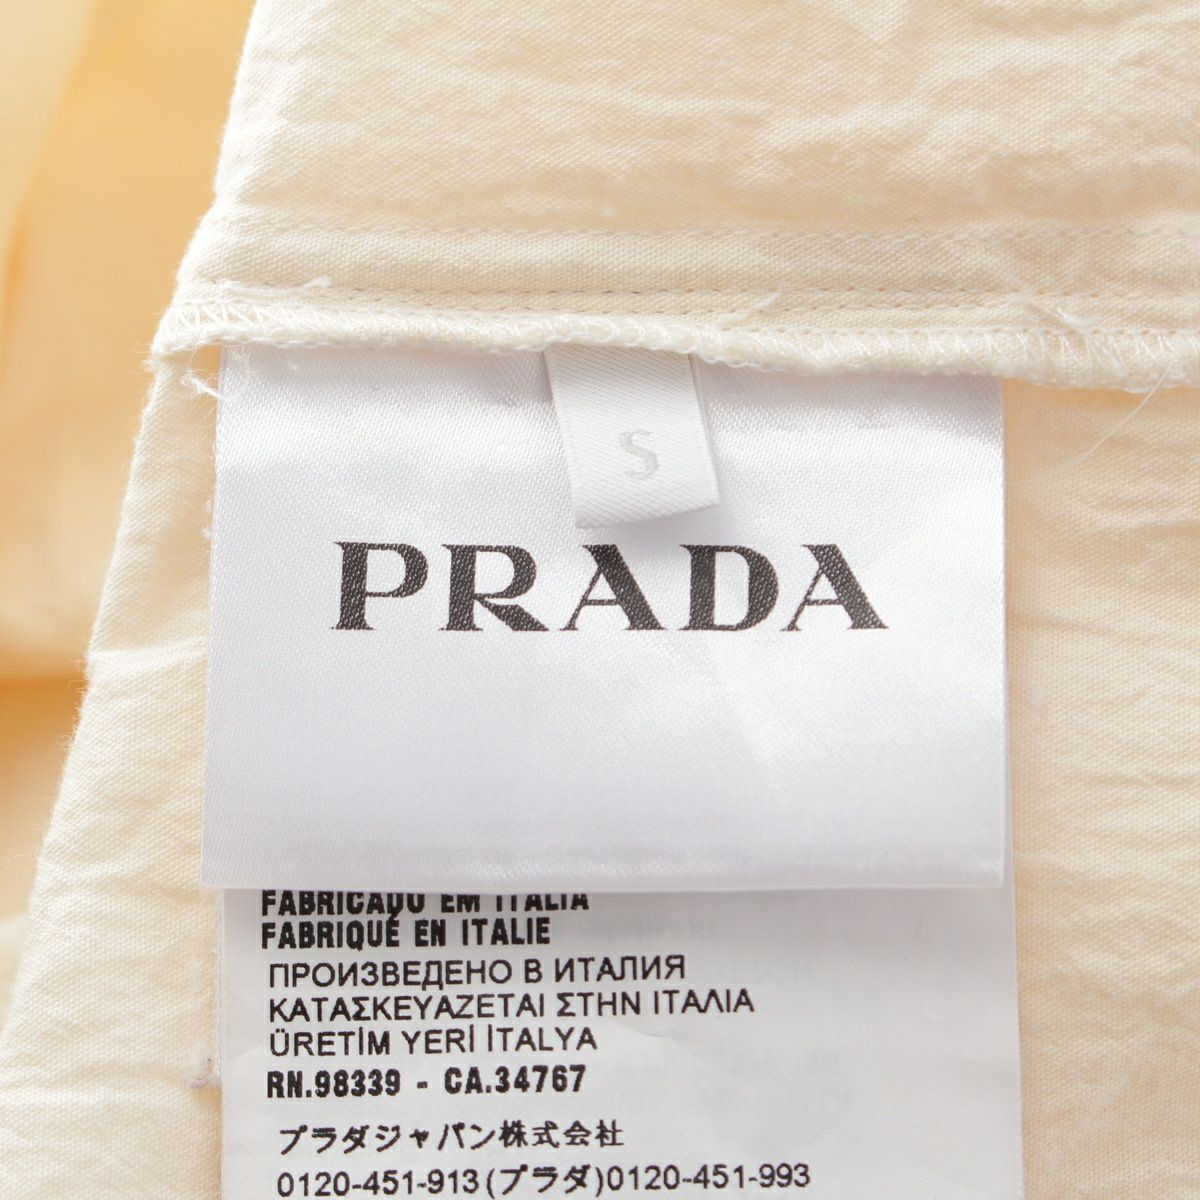 S
PRADA
FABRICADO EM ITALIA
FABRIQUÉ EN ITALIE
ПРОИЗВЕДЕНО В ИТАЛИЯ
ΚΑΤΑΣΚΕΥΑΖΕΤΑΙ ΣΤΗΝ ΙΤΑΛΙΑ
ÜRETİM YERİ İTALYA
RN.98339 - CA.34767
プラダジャパン株式会社
0120-451-913(プラダ)0120-451-993